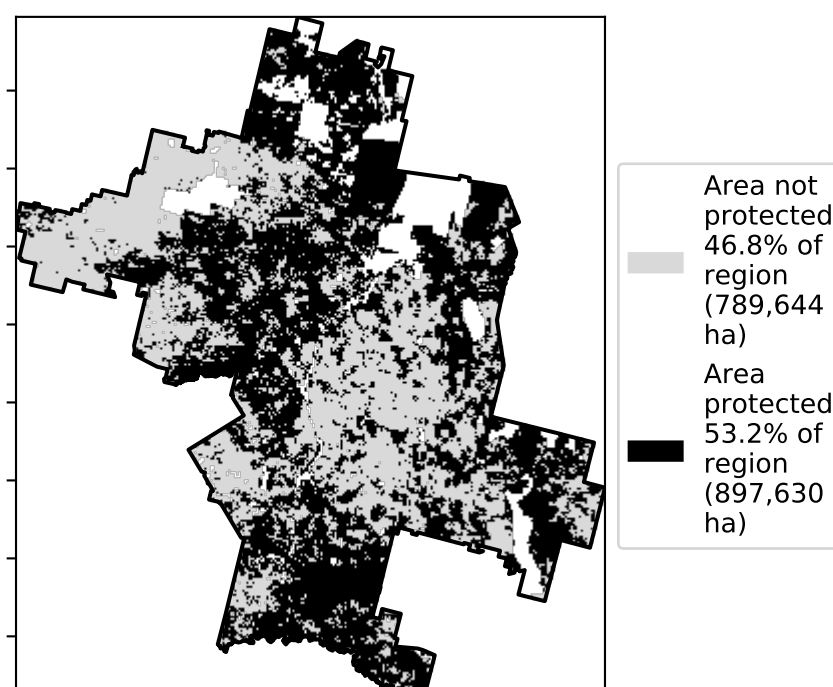 Area not
protected
46.8% of
region
(789,644
ha)
Area
protected
53.2% of
region
(897,630
ha)